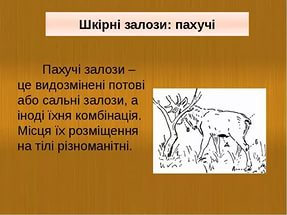 Шкірні залози: пахучі
Пахучі залози –
це видозмінені потові
або сальні залози, а
іноді їхня комбінація.
Місця їх розміщення
на тілі різноманітні.